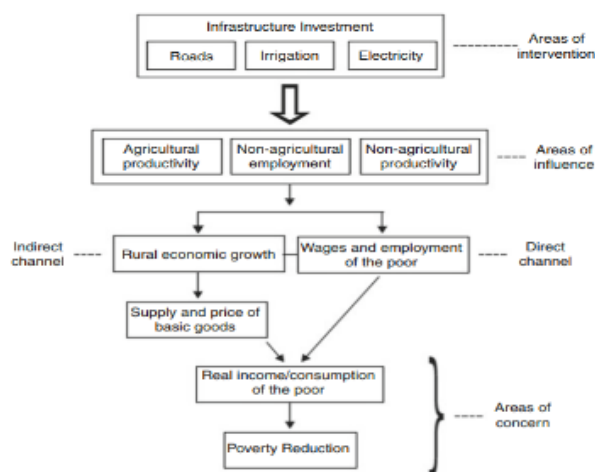 Infrastructure Investment
Roads
Irrigation
Electricity
Areas of
intervention
Agricultural
productivity
Non-agricultural
employment
Non-agricultural
productivity
Areas of
influence
Indirect
channel
Rural economic growth
Wages and employment
of the poor
Direct
channel
Supply and price of
basic goods
Real income/consumption
of the poor
Areas of
concern
Poverty Reduction